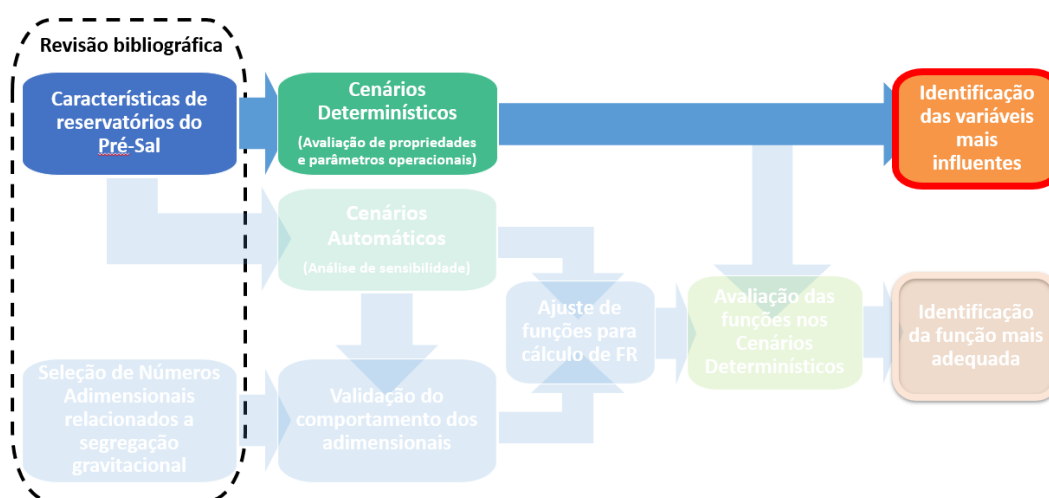 Revisão bibliográfica
Características de
reservatórios do
Pré-Sal
Cenários
Determinísticos
(Avaliação de propriedades
e parâmetros operacionais)
Identificação
das variáveis
mais
influentes
Cenários
Automáticos
(Análise de sensibilidade)
Ajuste de
funções para
cálculo de FR
Avaliação das
funções nos
Cenários
Determinísticos
Identificação
da função mais
adequada
Seleção de Números
Adimensionais
relacionados a
segregação
gravitacional
Validação do
comportamento dos
adimensionais